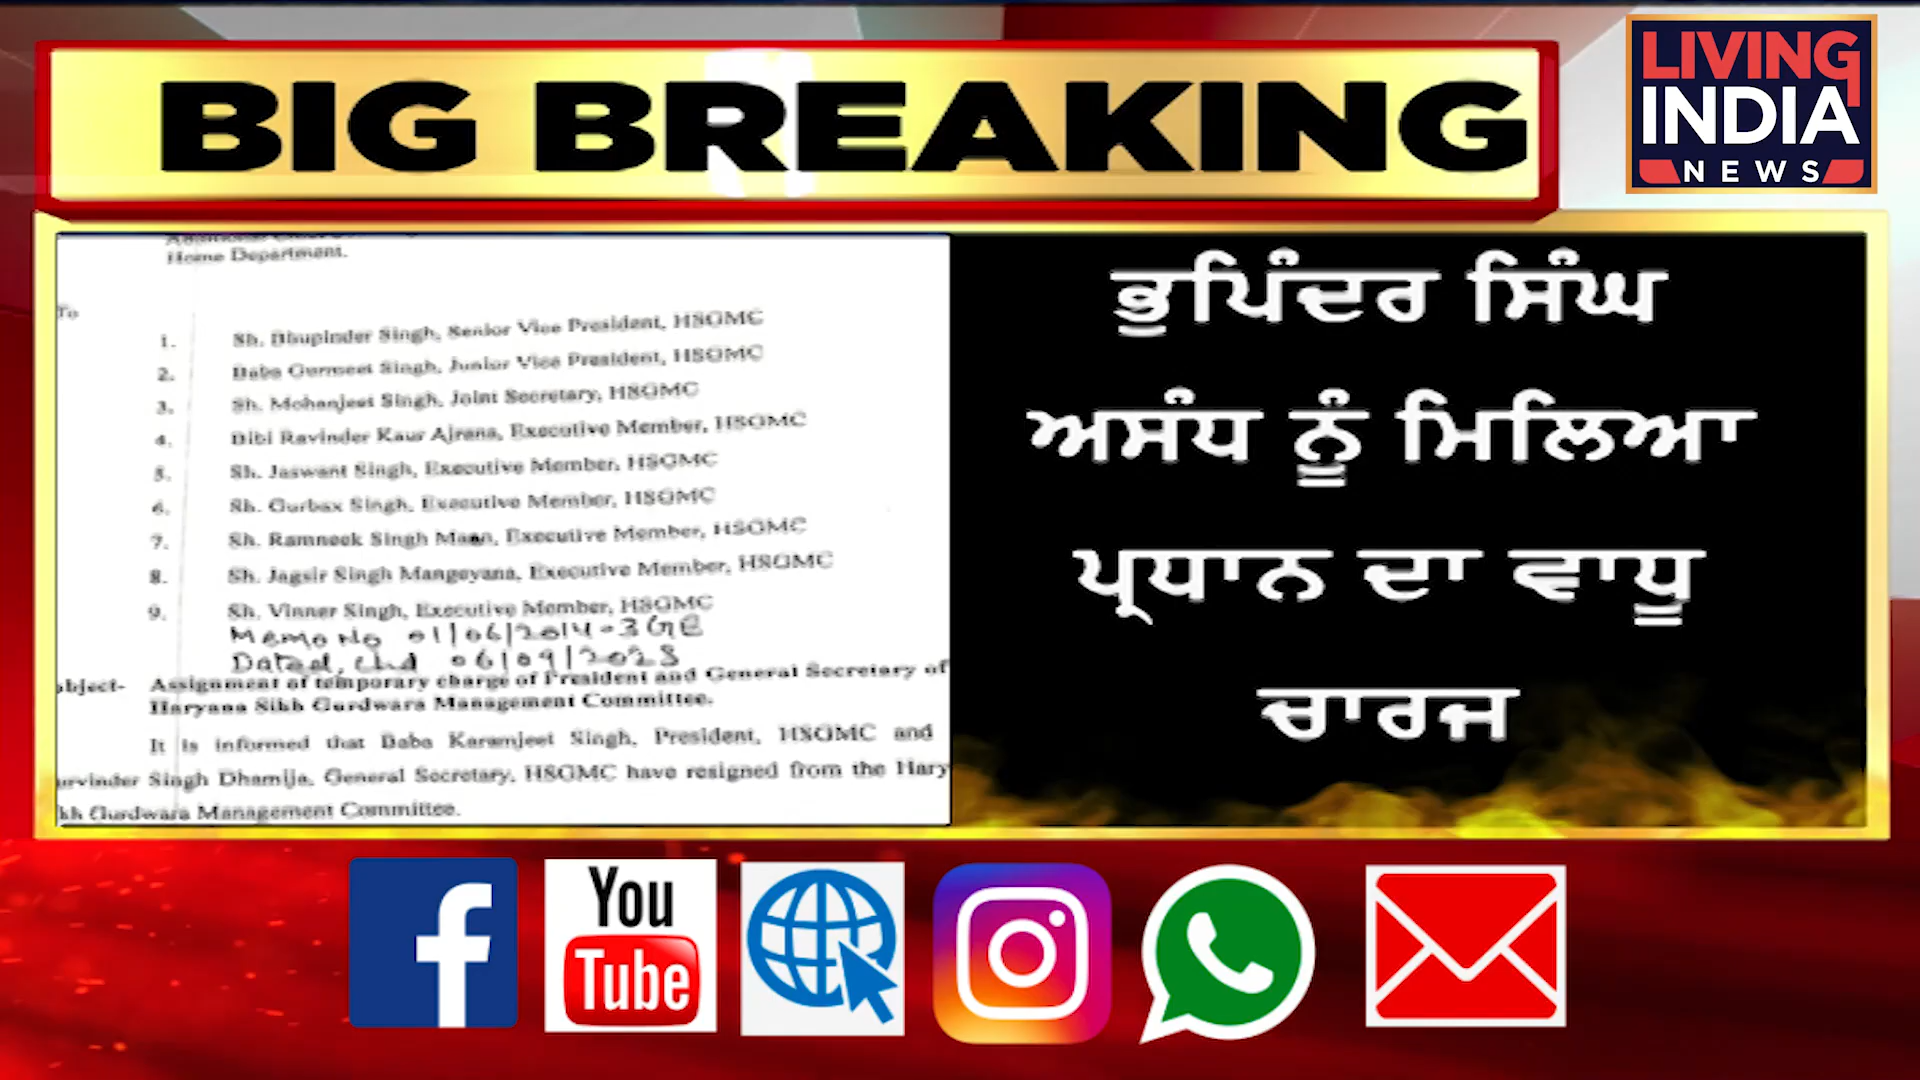 BIG BREAKING
LIVING
INDIA
NEWS
Home Department.
To
1. Sh. Bhupinder Singh, Senior Vice President, HSGMC
2. Baba Gurmeet Singh, Junior Vice President, HSGMC
3. Sh. Mohanjeet Singh, Joint Secretary, HSGMC
4. Bibi Ravinder Kaur Ajrana, Executive Member, HSGMC
5. Sh. Jaswant Singh, Executive Member, HSGMC
6. Sh. Gurbax Singh, Executive Member, HSGMC
7. Sh. Ramneek Singh Maan, Executive Member, HSGMC
8. Sh. Jagsir Singh Mangeyana, Executive Member, HSGMC
9. Sh. Vinner Singh, Executive Member, HSGMC
Memo No 01/06/2014-3GE
Dated, Chd 06/09/2023
bject- Assignment of temporary charge of President and General Secretary of
Haryana Sikh Gurdwara Management Committee.
It is informed that Baba Karamjeet Singh, President, HSGMC and
urvinder Singh Dhamija, General Secretary, HSGMC have resigned from the Hary
kh Gurdwara Management Committee.
ਭੁਪਿੰਦਰ ਸਿੰਘ
ਅਸੰਧ ਨੂੰ ਮਿਲਿਆ
ਪ੍ਰਧਾਨ ਦਾ ਵਾਧੂ
ਚਾਰਜ
You
Tube